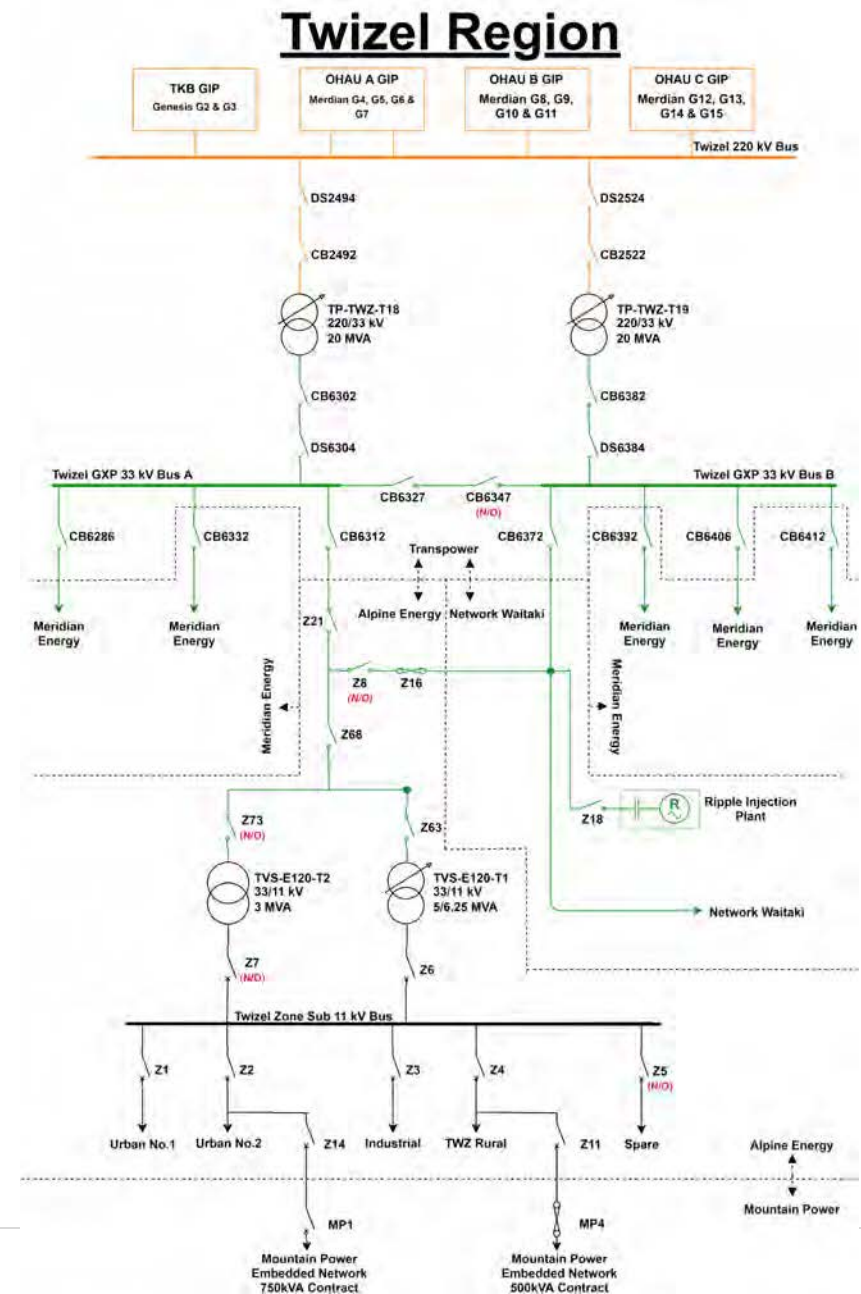 Twizel Region
TKB GIP
Genesis G2 & G3
OHAU A GIP
Merdian G4, G5, G6 &
G7
OHAU B GIP
Merdian G8, G9,
G10 & G11
OHAU C GIP
Merdian G12, G13,
G14 & G15
Twizel 220 kV Bus
DS2494
DS2524
CB2492
CB2522
TP-TWZ-T18
220/33 kV
20 MVA
TP-TWZ-T19
220/33 kV
20 MVA
CB6302
CB6382
DS6304
DS6384
Twizel GXP 33 kV Bus A
Twizel GXP 33 kV Bus B
CB6327
CB6347
(N/O)
CB6286
CB6332
CB6312
CB6372
CB6392
CB6406
CB6412
Transpower
Alpine Energy
Network Waitaki
Meridian
Energy
Meridian
Energy
Meridian
Energy
Meridian
Energy
Meridian
Energy
Z21
Z8
(N/O)
Z16
Meridian Energy
Meridian Energy
Z68
Z73
(N/O)
Z63
Z18
R
Ripple Injection
Plant
TVS-E120-T2
33/11 kV
3 MVA
TVS-E120-T1
33/11 kV
5/6.25 MVA
Network Waitaki
Z7
(N/O)
Z6
Twizel Zone Sub 11 kV Bus
Z1
Z2
Z3
Z4
Z5
(N/O)
Urban No.1
Urban No.2
Z14
Industrial
TWZ Rural
Z11
Spare
Alpine Energy
Mountain Power
MP1
MP4
Mountain Power
Embedded Network
750kVA Contract
Mountain Power
Embedded Network
500kVA Contract